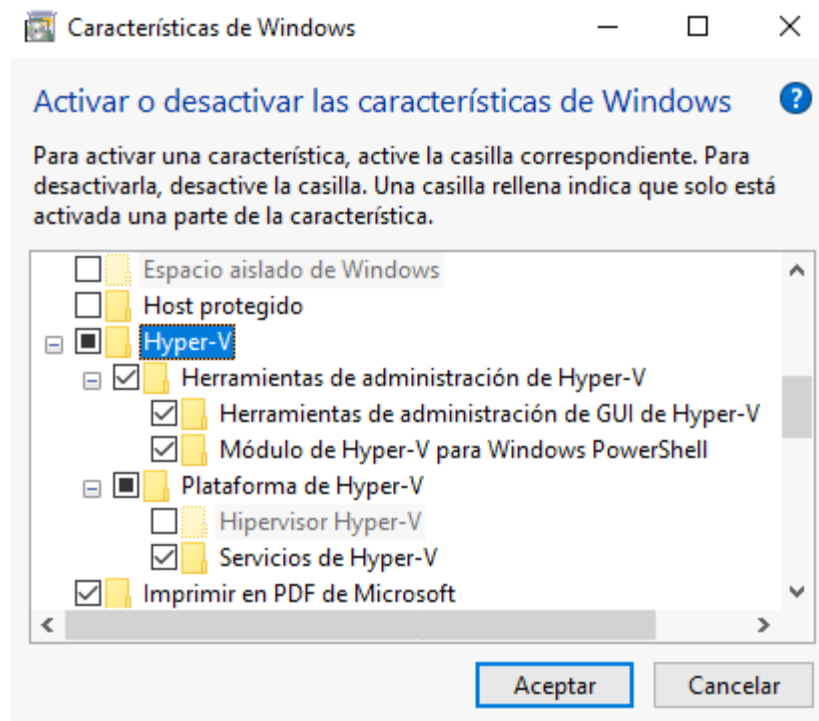 Características de Windows
Activar o desactivar las características de Windows
Para activar una característica, active la casilla correspondiente. Para
desactivarla, desactive la casilla. Una casilla rellena indica que solo está
activada una parte de la característica.
Espacio aislado de Windows
Host protegido
Hyper-V
Herramientas de administración de Hyper-V
Herramientas de administración de GUI de Hyper-V
Módulo de Hyper-V para Windows PowerShell
Plataforma de Hyper-V
Hipervisor Hyper-V
Servicios de Hyper-V
Imprimir en PDF de Microsoft
Aceptar Cancelar